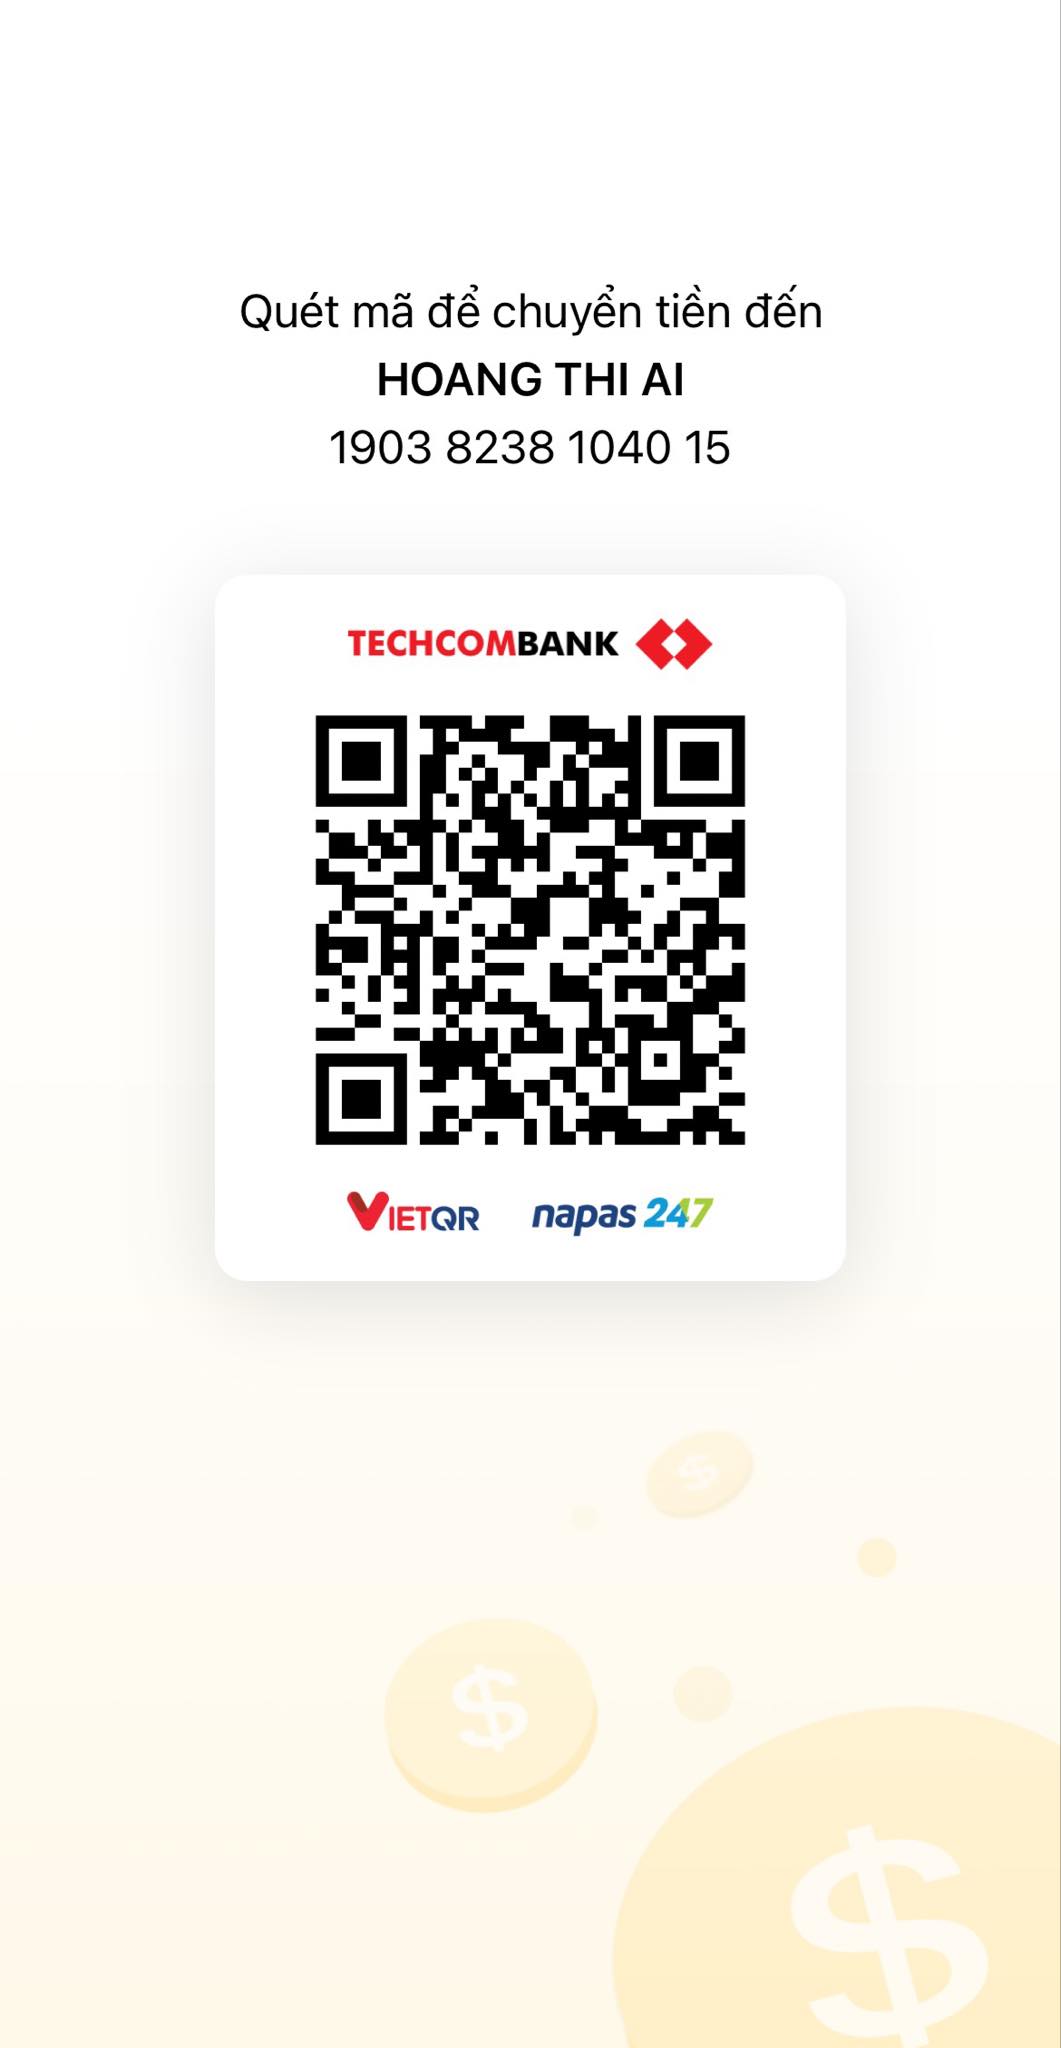 Quét mã để chuyển tiền đến
HOANG THI AI
1903 8238 1040 15
TECHCOMBANK
VIETQR napas 247
$
$
$